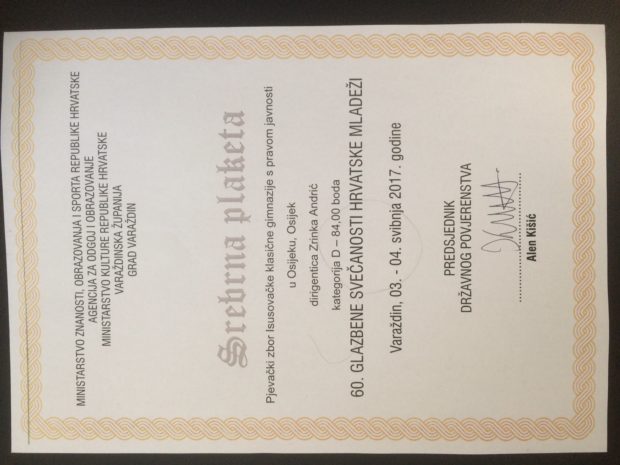 MINISTARSTVO ZNANOSTI, OBRAZOVANJA I SPORTA REPUBLIKE HRVATSKE
AGENCIJA ZA ODGOJ I OBRAZOVANJE
MINISTARSTVO KULTURE REPUBLIKE HRVATSKE
VARAŽDINSKA ŽUPANIJA
GRAD VARAŽDIN
Srebrna plaketa
Pjevački zbor Isusovačke klasične gimnazije s pravom javnosti
u Osijeku, Osijek
dirigentica Zrinka Andrić
kategorija D – 84,00 boda
60. GLAZBENE SVEČANOSTI HRVATSKE MLADEŽI
Varaždin, 03. - 04. svibnja 2017. godine
PREDSJEDNIK
DRŽAVNOG POVJERENSTVA
Alen Kišić